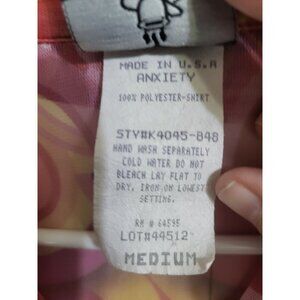 MADE IN U.S.A
ANXIETY
100% POLYESTER-SHIRT
STY#K4045-848
HAND WASH SEPARATELY
COLD WATER DO NOT
BLEACH LAY FLAT TO
DRY, IRON ON LOWEST
SETTING.
RN # 64595
LOT#44512
MEDIUM